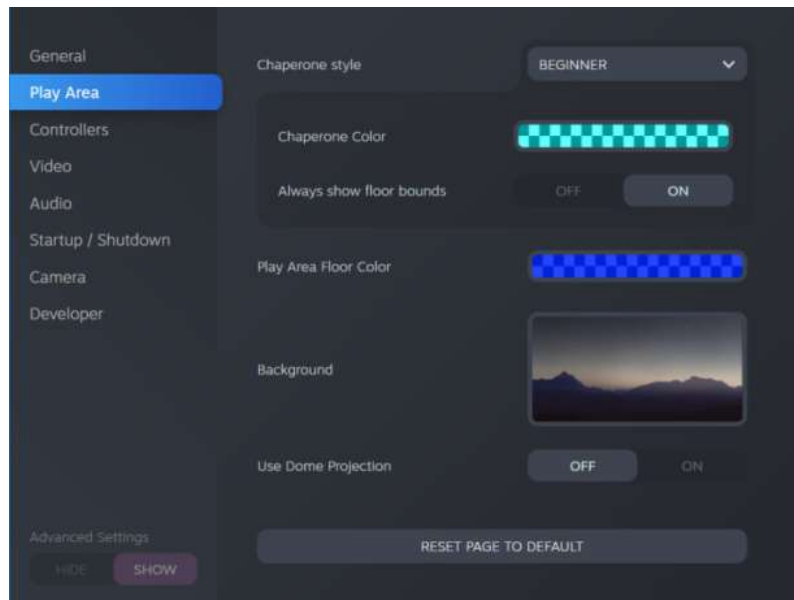 General
Play Area
Controllers
Video
Audio
Startup / Shutdown
Camera
Developer
Advanced Settings
HIDE SHOW
Chaperone style BEGINNER
Chaperone Color
Always show floor bounds OFF ON
Play Area Floor Color
Background
Use Dome Projection OFF ON
RESET PAGE TO DEFAULT